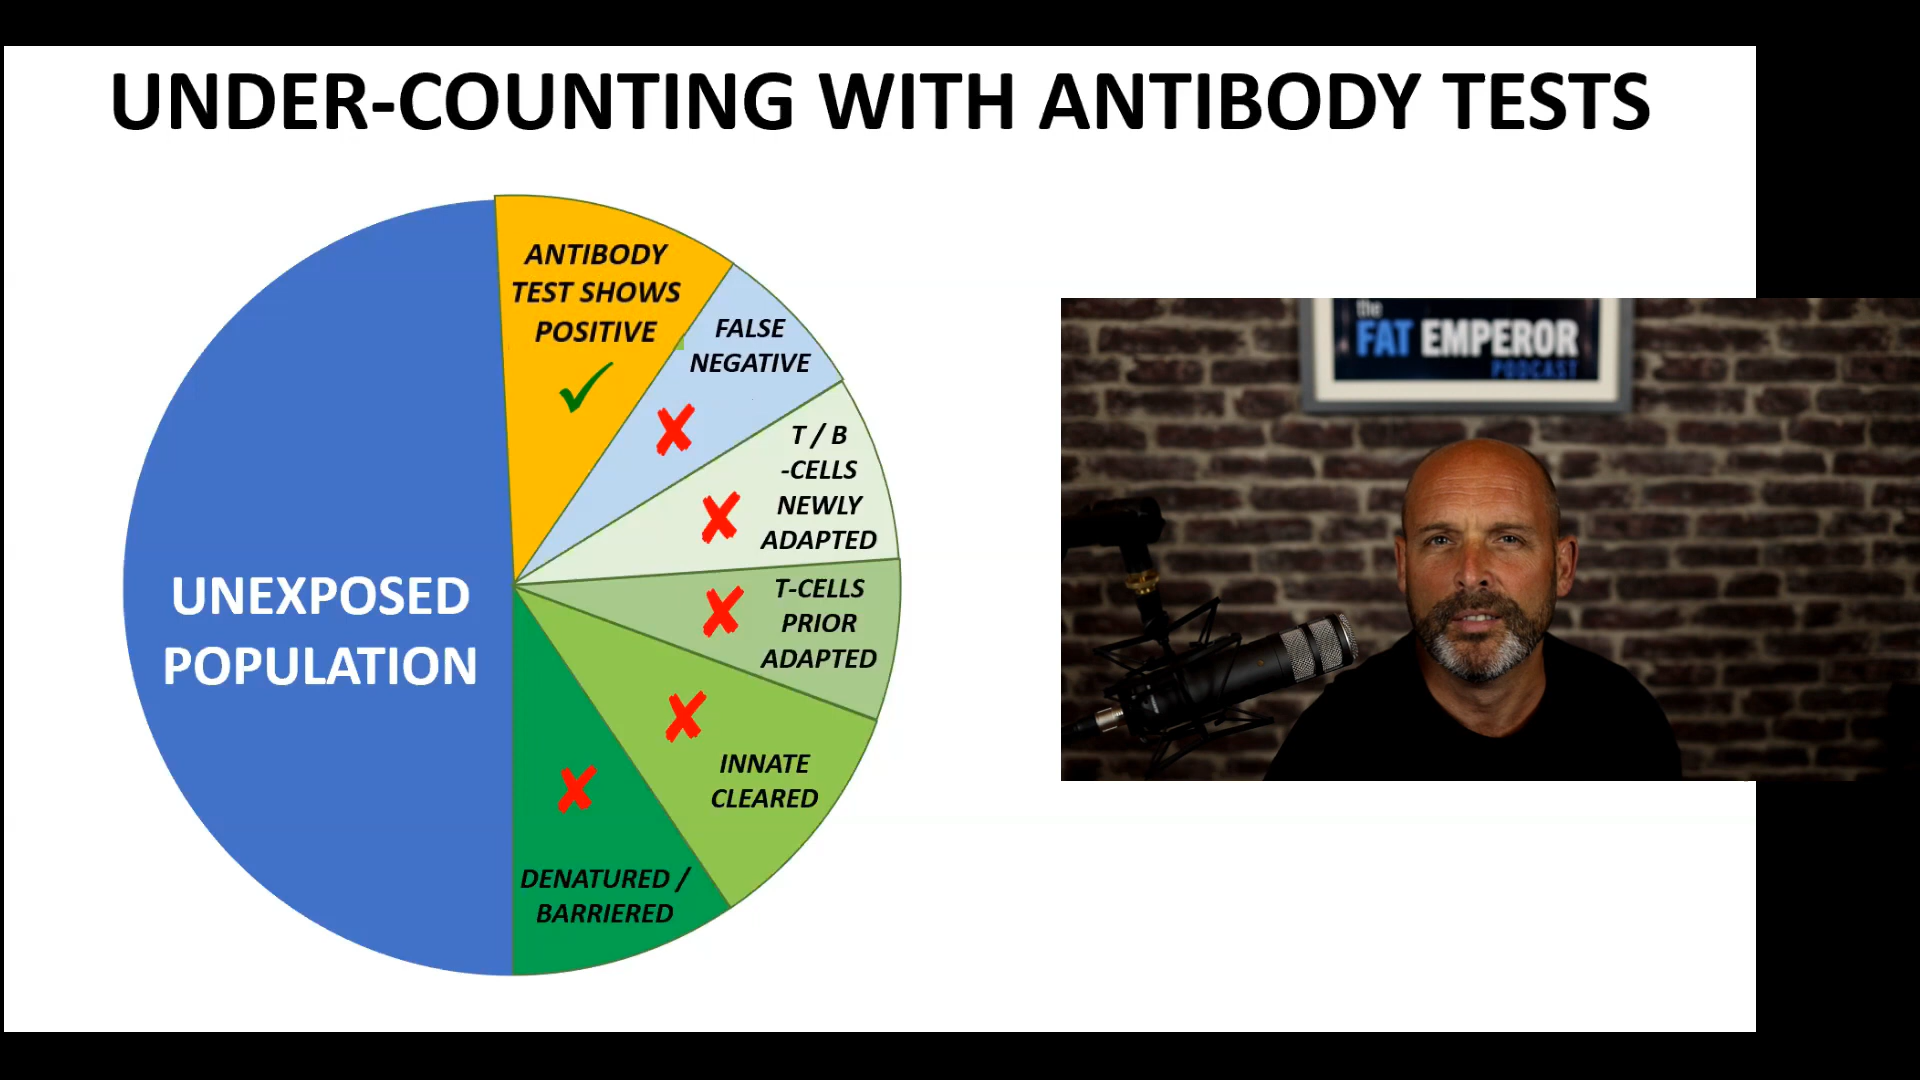 UNDER-COUNTING WITH ANTIBODY TESTS
ANTIBODY
TEST SHOWS
POSITIVE
FALSE
NEGATIVE
T / B
-CELLS
NEWLY
ADAPTED
T-CELLS
PRIOR
ADAPTED
INNATE
CLEARED
DENATURED /
BARRIERED
UNEXPOSED
POPULATION
the
FAT EMPEROR
PODCAST